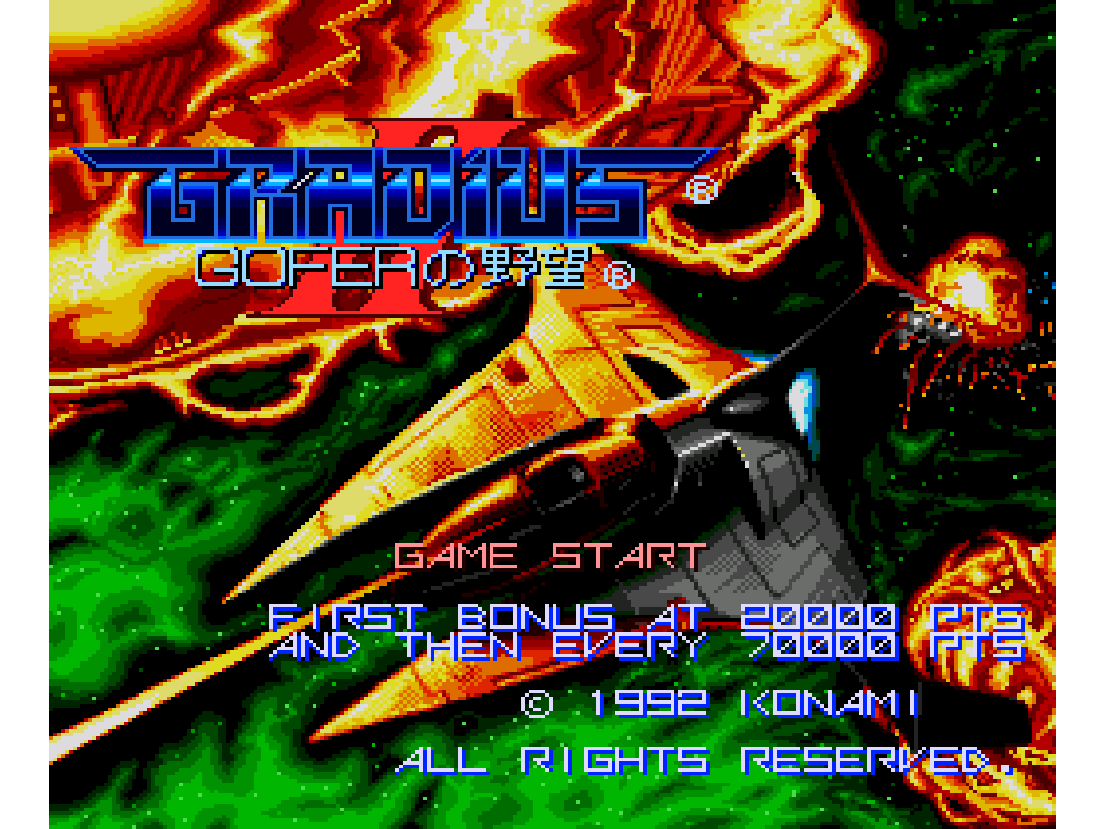 GRADIUS II ®
GOFERの野望 ®
GAME START
FIRST BONUS AT 20000 PTS
AND THEN EVERY 70000 PTS
© 1992 KONAMI
ALL RIGHTS RESERVED.